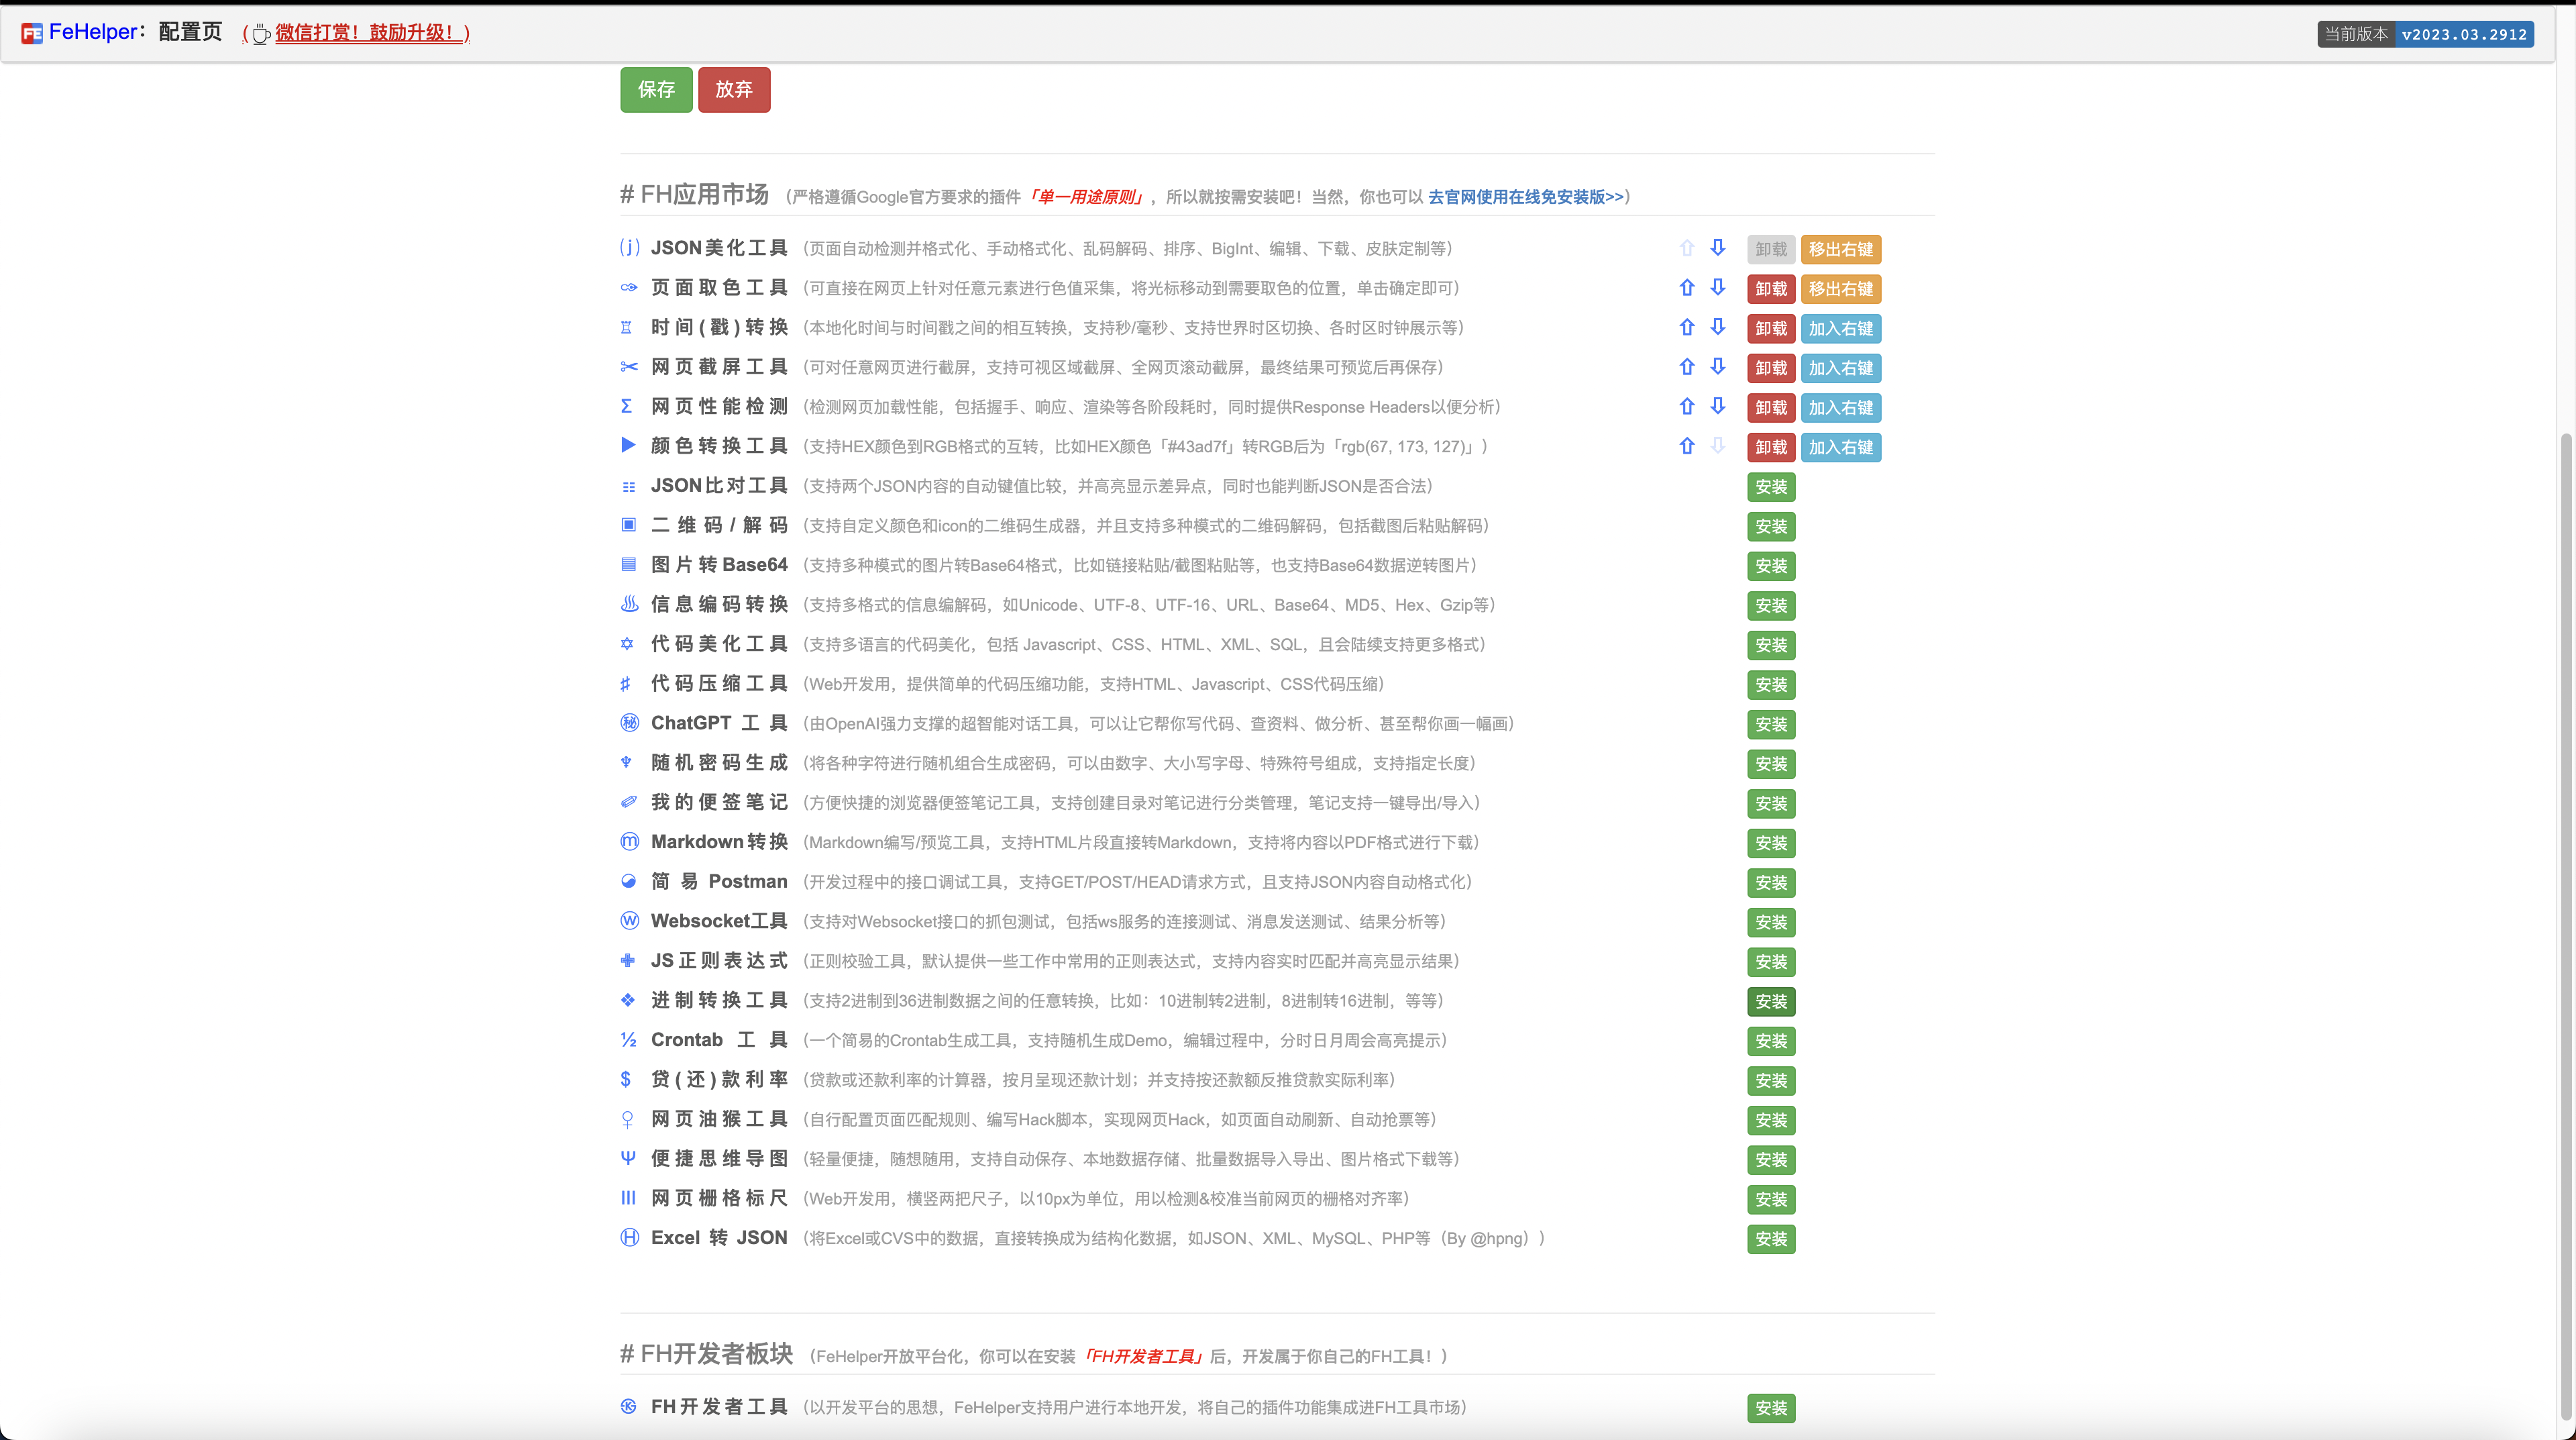 FeHelper：配置页 (微信打赏！鼓励升级！)
当前版本 v2023.03.2912
保存 放弃
# FH应用市场 （严格遵循Google官方要求的插件「单一用途原则」，所以就按需安装吧！当然，你也可以 去官网使用在线免安装版>>）
JSON美化工具 （页面自动检测并格式化、手动格式化、乱码解码、排序、BigInt、编辑、下载、皮肤定制等） 卸载 移出右键
页面取色工具 （可直接在网页上针对任意元素进行色值采集，将光标移动到需要取色的位置，单击确定即可） 卸载 移出右键
时间(戳)转换 （本地化时间与时间戳之间的相互转换，支持秒/毫秒、支持世界时区切换、各时区时钟展示等） 卸载 加入右键
网页截屏工具 （可对任意网页进行截屏，支持可视区域截屏、全网页滚动截屏，最终结果可预览后再保存） 卸载 加入右键
网页性能检测 （检测网页加载性能，包括握手、响应、渲染等各阶段耗时，同时提供Response Headers以便分析） 卸载 加入右键
颜色转换工具 （支持HEX颜色到RGB格式的互转，比如HEX颜色「#43ad7f」转RGB后为「rgb(67, 173, 127)」） 卸载 加入右键
JSON比对工具 （支持两个JSON内容的自动键值比较，并高亮显示差异点，同时也能判断JSON是否合法） 安装
二维码/解码 （支持自定义颜色和icon的二维码生成器，并且支持多种模式的二维码解码，包括截图后粘贴解码） 安装
图片转Base64 （支持多种模式的图片转Base64格式，比如链接粘贴/截图粘贴等，也支持Base64数据逆转图片） 安装
信息编码转换 （支持多格式的信息编解码，如Unicode、UTF-8、UTF-16、URL、Base64、MD5、Hex、Gzip等） 安装
代码美化工具 （支持多语言的代码美化，包括 Javascript、CSS、HTML、XML、SQL，且会陆续支持更多格式） 安装
代码压缩工具 （Web开发用，提供简单的代码压缩功能，支持HTML、Javascript、CSS代码压缩） 安装
㊙ ChatGPT 工具 （由OpenAI强力支撑的超智能对话工具，可以让它帮你写代码、查资料、做分析、甚至帮你画一幅画） 安装
随机密码生成 （将各种字符进行随机组合生成密码，可以由数字、大小写字母、特殊符号组成，支持指定长度） 安装
我的便签笔记 （方便快捷的浏览器便签笔记工具，支持创建目录对笔记进行分类管理，笔记支持一键导出/导入） 安装
ⓜ Markdown转换 （Markdown编写/预览工具，支持HTML片段直接转Markdown，支持将内容以PDF格式进行下载） 安装
简易Postman （开发过程中的接口调试工具，支持GET/POST/HEAD请求方式，且支持JSON内容自动格式化） 安装
Ⓦ Websocket工具 （支持对Websocket接口的抓包测试，包括ws服务的连接测试、消息发送测试、结果分析等） 安装
JS正则表达式 （正则校验工具，默认提供一些工作中常用的正则表达式，支持内容实时匹配并高亮显示结果） 安装
进制转换工具 （支持2进制到36进制数据之间的任意转换，比如：10进制转2进制，8进制转16进制，等等） 安装
½ Crontab 工具 （一个简易的Crontab生成工具，支持随机生成Demo，编辑过程中，分时日月周会高亮提示） 安装
$ 贷(还)款利率 （贷款或还款利率的计算器，按月呈现还款计划；并支持按还款额反推贷款实际利率） 安装
网页油猴工具 （自行配置页面匹配规则、编写Hack脚本，实现网页Hack，如页面自动刷新、自动抢票等） 安装
Ψ 便捷思维导图 （轻量便捷，随想随用，支持自动保存、本地数据存储、批量数据导入导出、图片格式下载等） 安装
网页栅格标尺 （Web开发用，横竖两把尺子，以10px为单位，用以检测&校准当前网页的栅格对齐率） 安装
Ⓗ Excel 转 JSON （将Excel或CVS中的数据，直接转换成为结构化数据，如JSON、XML、MySQL、PHP等（By @hpng）） 安装
# FH开发者板块 （FeHelper开放平台化，你可以在安装「FH开发者工具」后，开发属于你自己的FH工具！）
FH开发者工具 （以开发平台的思想，FeHelper支持用户进行本地开发，将自己的插件功能集成进FH工具市场） 安装